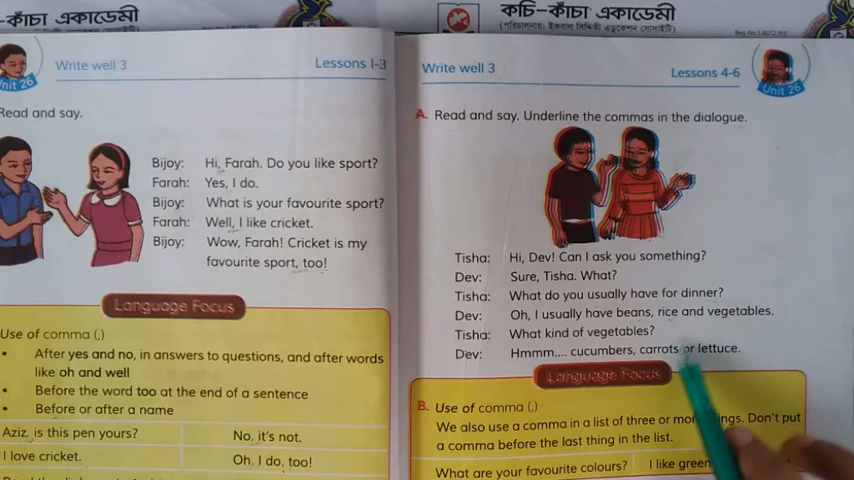 -কাঁচা একাডেমী
কচি-কাঁচা একাডেমী
(পরিচালনায়: ইকবাল সিদ্দিকী এডুকেশন সোসাইটি)
Unit 26
Write well 3
Lessons 1-3
Read and say.
Bijoy: Hi, Farah. Do you like sport?
Farah: Yes, I do.
Bijoy: What is your favourite sport?
Farah: Well, I like cricket.
Bijoy: Wow, Farah! Cricket is my
favourite sport, too!
Language Focus
Use of comma (,)
• After yes and no, in answers to questions, and after words
like oh and well
• Before the word too at the end of a sentence
• Before or after a name
Aziz, is this pen yours? No, it's not.
I love cricket. Oh, I do, too!
Write well 3
Lessons 4-6
Unit 26
A. Read and say. Underline the commas in the dialogue.
Tisha: Hi, Dev! Can I ask you something?
Dev: Sure, Tisha. What?
Tisha: What do you usually have for dinner?
Dev: Oh, I usually have beans, rice and vegetables.
Tisha: What kind of vegetables?
Dev: Hmmm.... cucumbers, carrots or lettuce.
Language Focus
B. Use of comma (,)
We also use a comma in a list of three or more Don't put
a comma before the last thing in the list.
What are your favourite colours? I like green